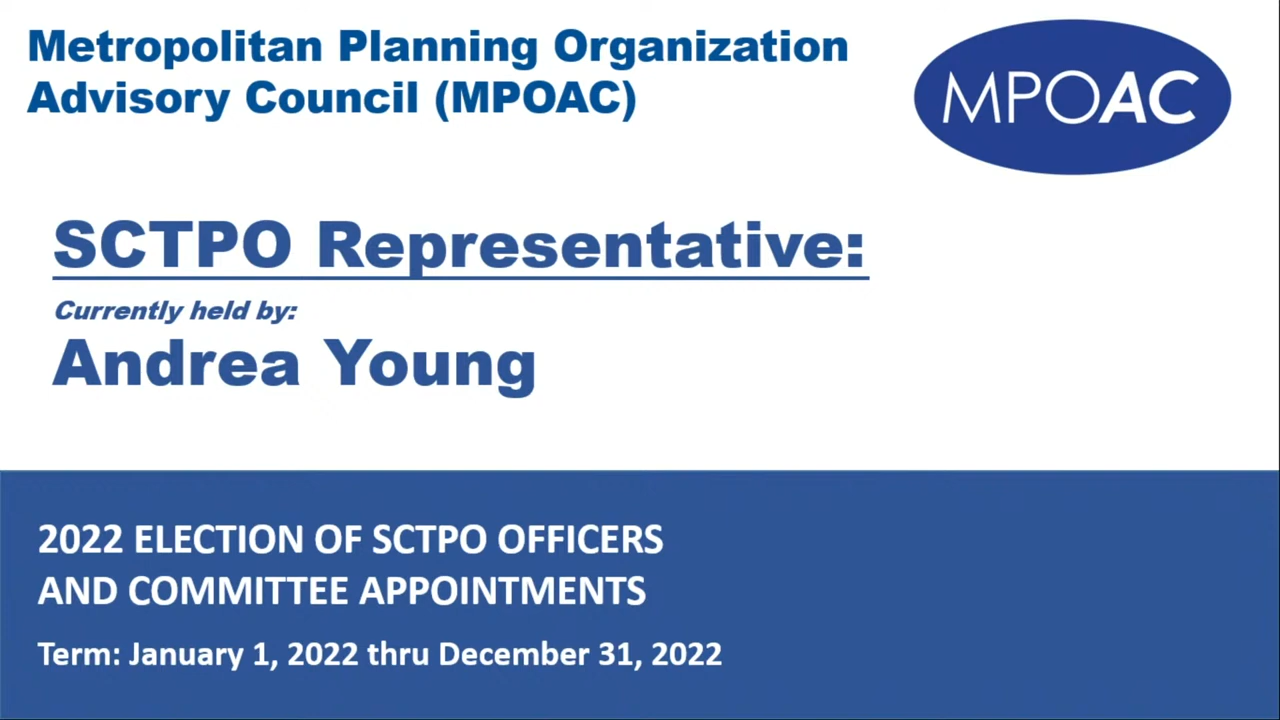 Metropolitan Planning Organization
Advisory Council (MPOAC)
MPOAC
SCTPO Representative:
Currently held by:
Andrea Young
2022 ELECTION OF SCTPO OFFICERS
AND COMMITTEE APPOINTMENTS
Term: January 1, 2022 thru December 31, 2022